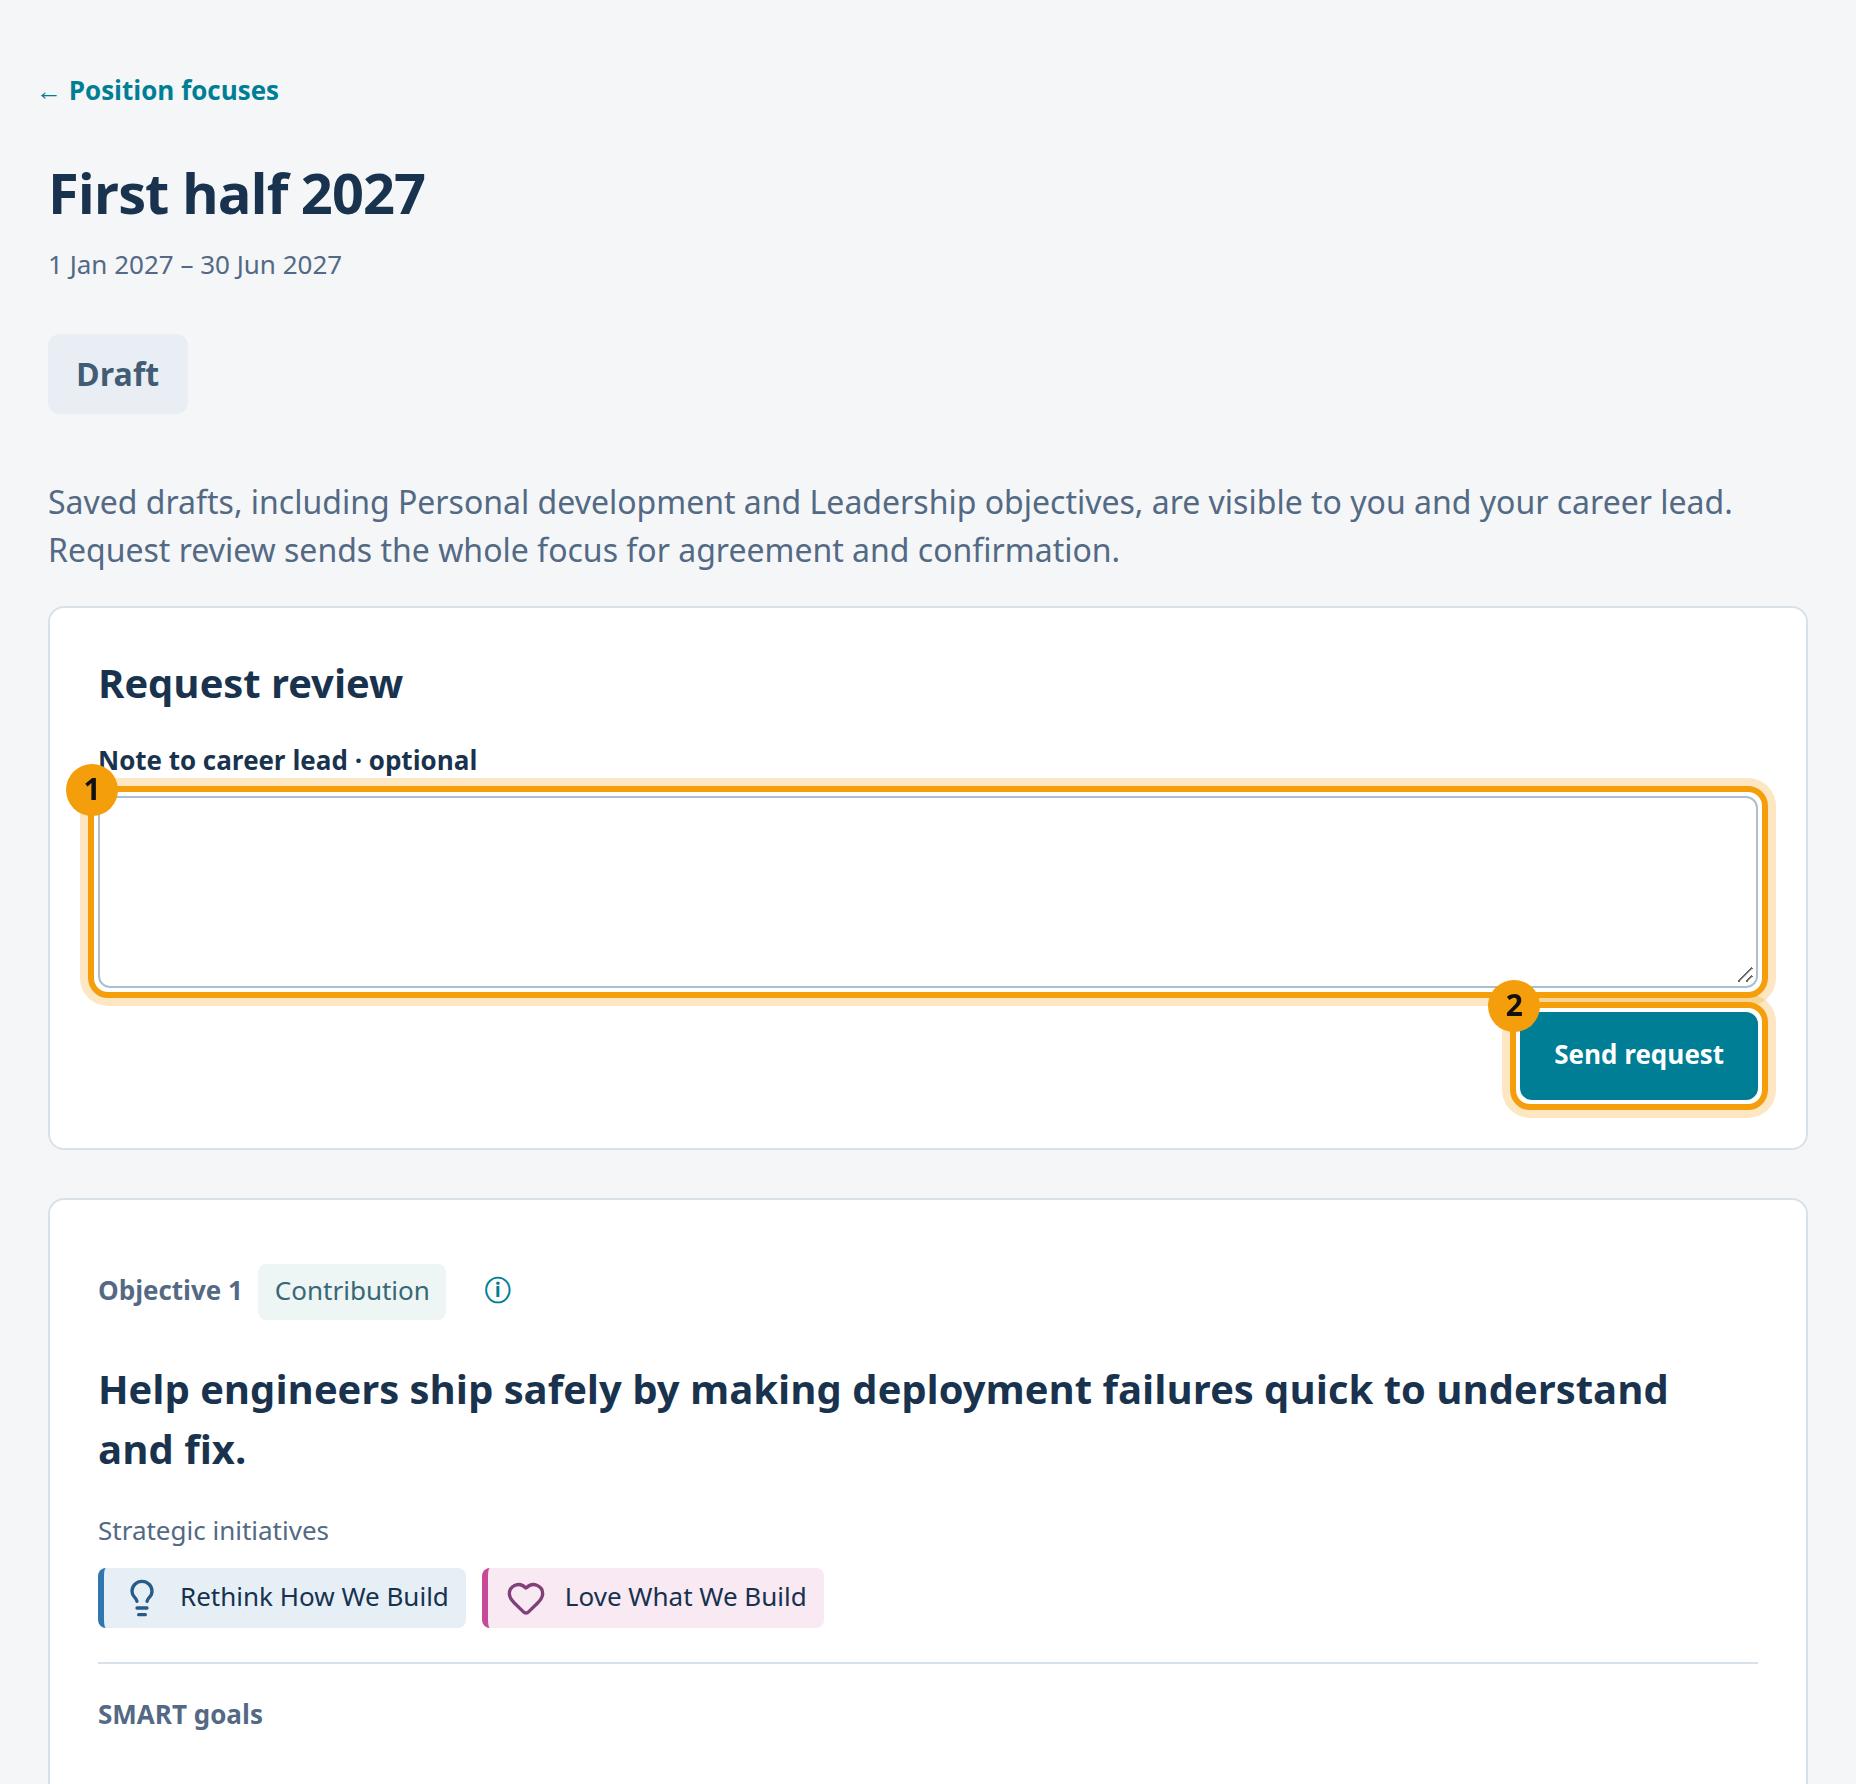 ← Position focuses
First half 2027
1 Jan 2027 – 30 Jun 2027
Draft
Saved drafts, including Personal development and Leadership objectives, are visible to you and your career lead.
Request review sends the whole focus for agreement and confirmation.
Request review
Note to career lead · optional
1
2
Send request
Objective 1 Contribution ⓘ
Help engineers ship safely by making deployment failures quick to understand
and fix.
Strategic initiatives
Rethink How We Build Love What We Build
SMART goals